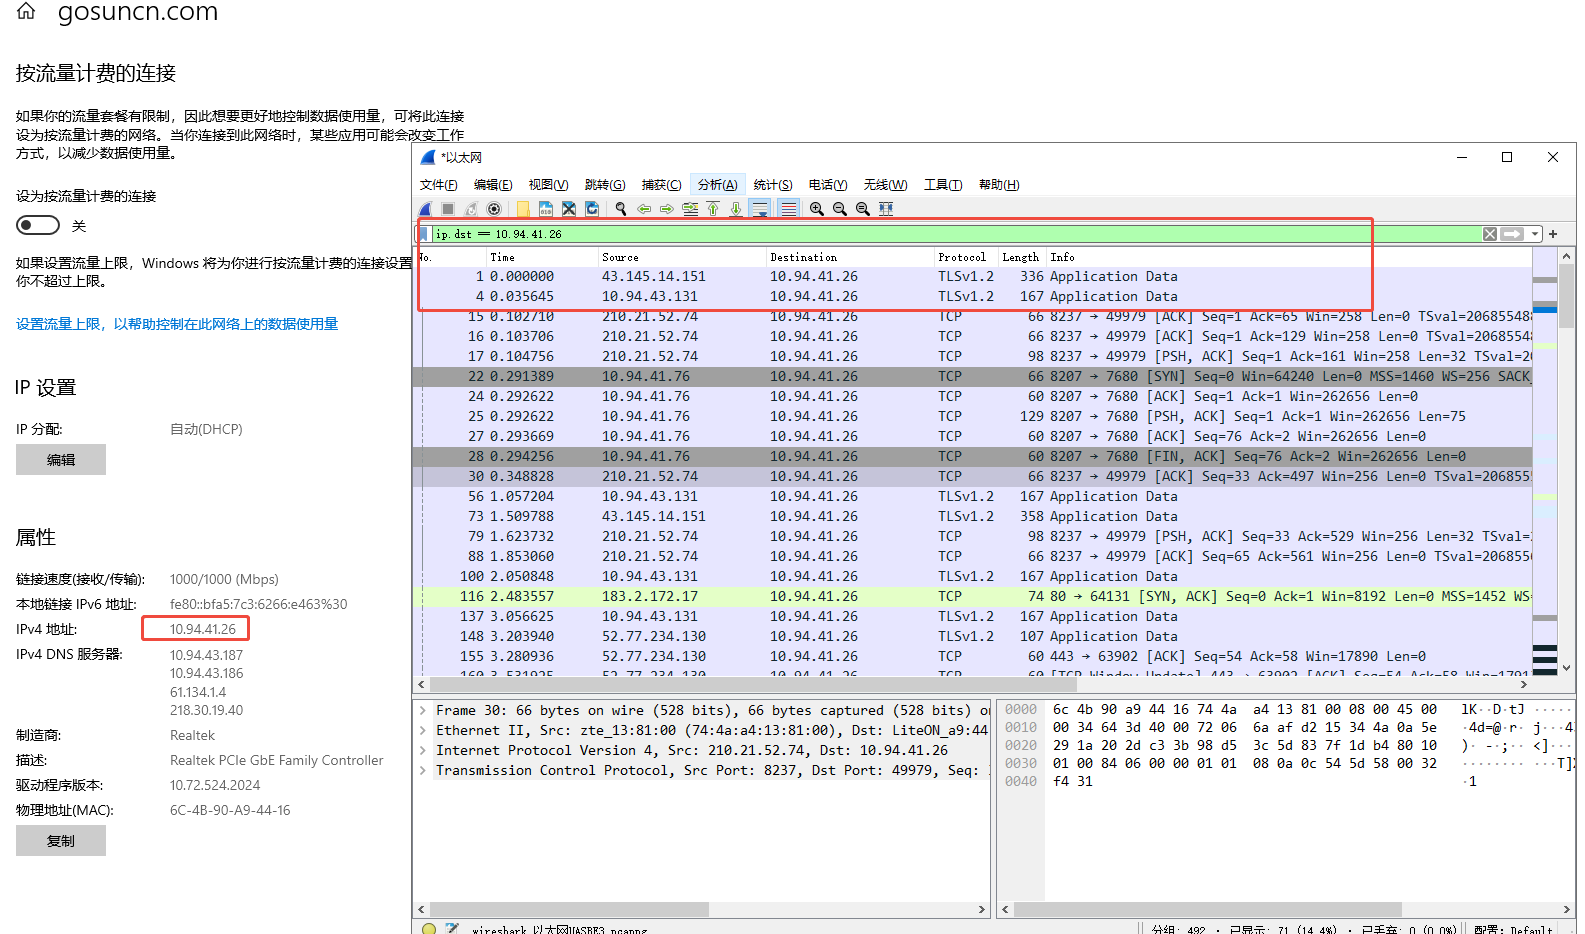 gosuncn.com
按流量计费的连接
如果你的流量套餐有限制，因此想要更好地控制数据使用量，可将此连接
设为按流量计费的网络。当你连接到此网络时，某些应用可能会改变工作
方式，以减少数据使用量。
设为按流量计费的连接
关
如果设置流量上限，Windows 将为你进行按流量计费的连接设置
你不超过上限。
设置流量上限，以帮助控制在此网络上的数据使用量
IP 设置
IP 分配: 自动(DHCP)
编辑
属性
链接速度(接收/传输): 1000/1000 (Mbps)
本地链接 IPv6 地址: fe80::bfa5:7c3:6266:e463%30
IPv4 地址: 10.94.41.26
IPv4 DNS 服务器: 10.94.43.187
10.94.43.186
61.134.1.4
218.30.19.40
制造商: Realtek
描述: Realtek PCIe GbE Family Controller
驱动程序版本: 10.72.524.2024
物理地址(MAC): 6C-4B-90-A9-44-16
复制
*以太网
文件(F) 编辑(E) 视图(V) 跳转(G) 捕获(C) 分析(A) 统计(S) 电话(Y) 无线(W) 工具(T) 帮助(H)
ip.dst == 10.94.41.26
No. Time Source Destination Protocol Length Info
1 0.000000 43.145.14.151 10.94.41.26 TLSv1.2 336 Application Data
4 0.035645 10.94.43.131 10.94.41.26 TLSv1.2 167 Application Data
15 0.102710 210.21.52.74 10.94.41.26 TCP 66 8237 → 49979 [ACK] Seq=1 Ack=65 Win=258 Len=0 TSval=20685548
16 0.103706 210.21.52.74 10.94.41.26 TCP 66 8237 → 49979 [ACK] Seq=1 Ack=129 Win=258 Len=0 TSval=2068554
17 0.104756 210.21.52.74 10.94.41.26 TCP 98 8237 → 49979 [PSH, ACK] Seq=1 Ack=161 Win=258 Len=32 TSval=2
22 0.291389 10.94.41.76 10.94.41.26 TCP 66 8207 → 7680 [SYN] Seq=0 Win=64240 Len=0 MSS=1460 WS=256 SACK_
24 0.292622 10.94.41.76 10.94.41.26 TCP 60 8207 → 7680 [ACK] Seq=1 Ack=1 Win=262656 Len=0
25 0.292622 10.94.41.76 10.94.41.26 TCP 129 8207 → 7680 [PSH, ACK] Seq=1 Ack=1 Win=262656 Len=75
27 0.293669 10.94.41.76 10.94.41.26 TCP 60 8207 → 7680 [ACK] Seq=76 Ack=2 Win=262656 Len=0
28 0.294256 10.94.41.76 10.94.41.26 TCP 60 8207 → 7680 [FIN, ACK] Seq=76 Ack=2 Win=262656 Len=0
30 0.348828 210.21.52.74 10.94.41.26 TCP 66 8237 → 49979 [ACK] Seq=33 Ack=497 Win=256 Len=0 TSval=206855
56 1.057204 10.94.43.131 10.94.41.26 TLSv1.2 167 Application Data
73 1.509788 43.145.14.151 10.94.41.26 TLSv1.2 358 Application Data
79 1.623732 210.21.52.74 10.94.41.26 TCP 98 8237 → 49979 [PSH, ACK] Seq=33 Ack=529 Win=256 Len=32 TSval=
88 1.853060 210.21.52.74 10.94.41.26 TCP 66 8237 → 49979 [ACK] Seq=65 Ack=561 Win=256 Len=0 TSval=206855
100 2.050848 10.94.43.131 10.94.41.26 TLSv1.2 167 Application Data
116 2.483557 183.2.172.17 10.94.41.26 TCP 74 80 → 64131 [SYN, ACK] Seq=0 Ack=1 Win=8192 Len=0 MSS=1452 WS=
137 3.056625 10.94.43.131 10.94.41.26 TLSv1.2 167 Application Data
148 3.203940 52.77.234.130 10.94.41.26 TLSv1.2 107 Application Data
155 3.280936 52.77.234.130 10.94.41.26 TCP 60 443 → 63902 [ACK] Seq=54 Ack=58 Win=17890 Len=0
160 3.531925 52.77.234.130 10.94.41.26 TCP 60 [TCP Window Update] 443 → 63902 [ACK] Seq=54 Ack=58 Win=1791
Frame 30: 66 bytes on wire (528 bits), 66 bytes captured (528 bits) on
Ethernet II, Src: zte_13:81:00 (74:4a:a4:13:81:00), Dst: LiteON_a9:44
Internet Protocol Version 4, Src: 210.21.52.74, Dst: 10.94.41.26
Transmission Control Protocol, Src Port: 8237, Dst Port: 49979, Seq:
0000 6c 4b 90 a9 44 16 74 4a a4 13 81 00 08 00 45 00 lK··D·tJ ······
0010 00 34 64 3d 40 00 72 06 6a af d2 15 34 4a 0a 5e ·4d=@·r· j···4
0020 29 1a 20 2d c3 3b 98 d5 3c 5d 83 7f 1d b4 80 10 )· -·;·· <]····
0030 01 00 84 06 00 00 01 01 08 0a 0c 54 5d 58 00 32 ········ ···T]X
0040 f4 31 ·1
wireshark_以太网UASBE3.pcapng 分组: 492 · 已显示: 71 (14.4%) · 已丢弃: 0 (0.0%) 配置: Default